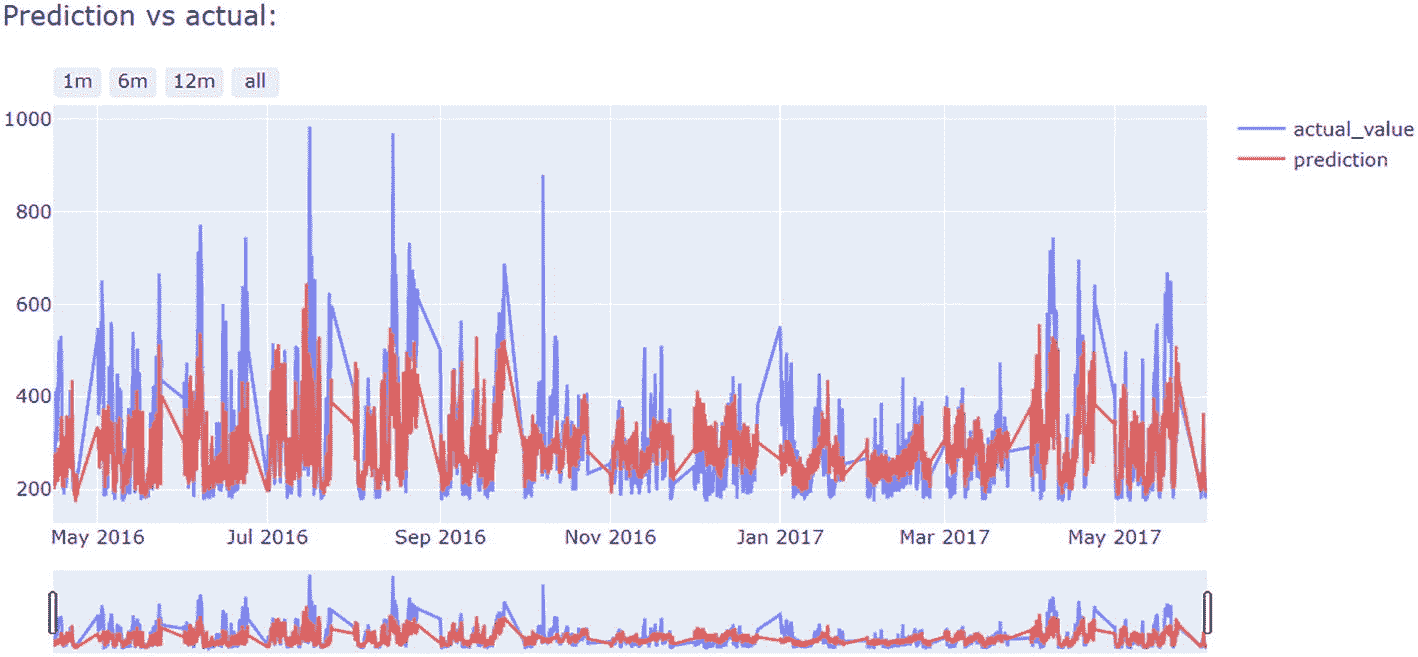 Prediction vs actual:
1m 6m 12m all
1000
800
600
400
200
May 2016 Jul 2016 Sep 2016 Nov 2016 Jan 2017 Mar 2017 May 2017
actual_value
prediction